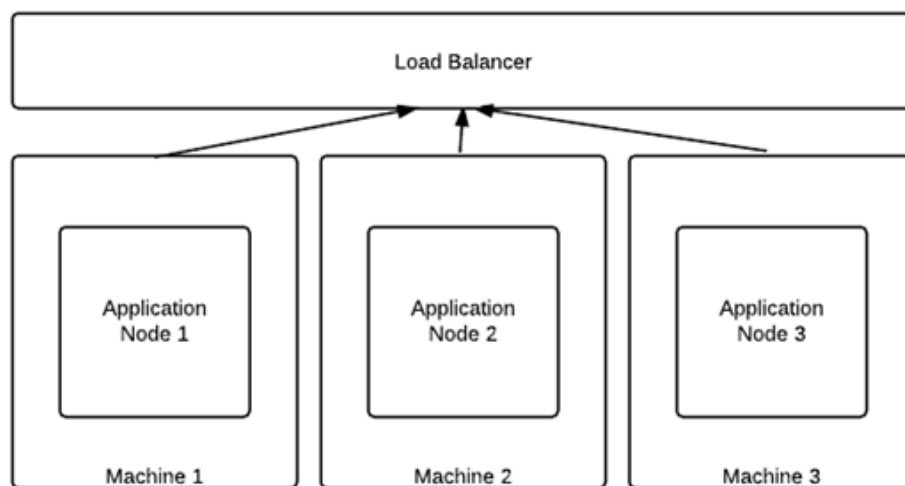 Load Balancer
Application
Node 1
Application
Node 2
Application
Node 3
Machine 1
Machine 2
Machine 3